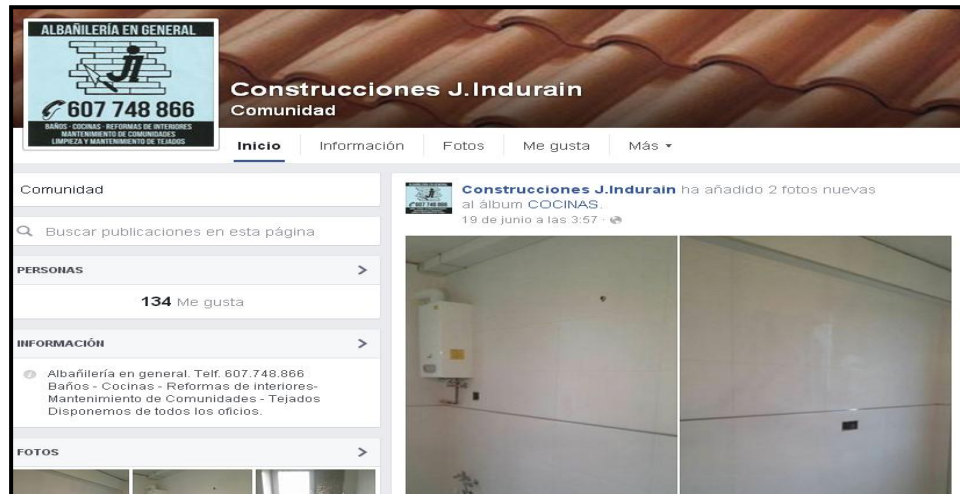 ALBAÑILERÍA EN GENERAL
JI
607 748 866
BAÑOS - COCINAS - REFORMAS DE INTERIORES
MANTENIMIENTO DE COMUNIDADES
LIMPIEZA Y MANTENIMIENTO DE TEJADOS
Construcciones J.Indurain
Comunidad
Inicio Información Fotos Me gusta Más
Comunidad
Buscar publicaciones en esta página
PERSONAS
134 Me gusta
INFORMACIÓN
Albañilería en general. Telf. 607.748.866
Baños - Cocinas - Reformas de interiores-
Mantenimiento de Comunidades - Tejados
Disponemos de todos los oficios.
FOTOS
Construcciones J.Indurain ha añadido 2 fotos nuevas
al álbum COCINAS.
19 de junio a las 3:57 ·